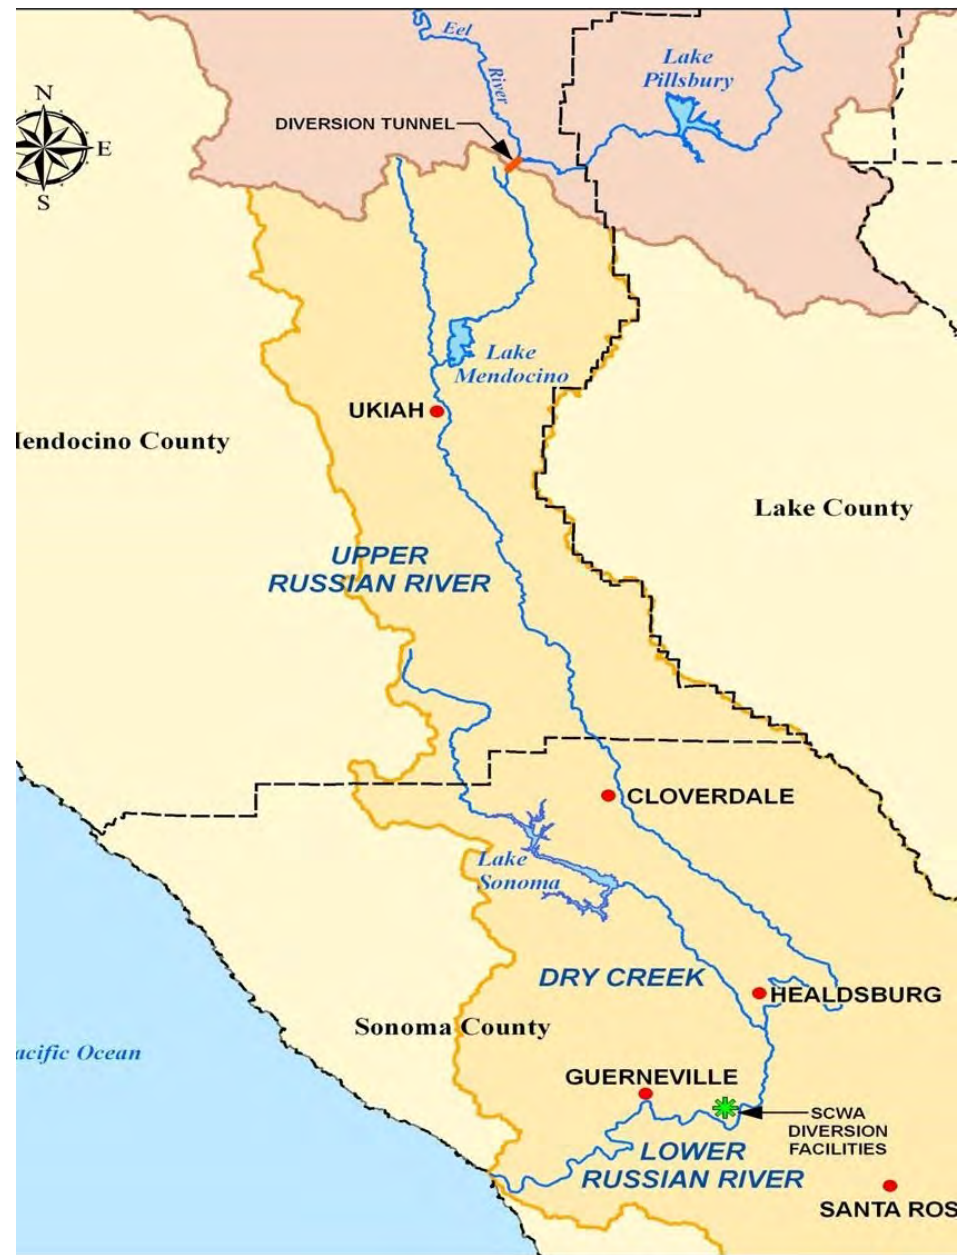 Eel
River
Lake
Pillsbury
DIVERSION TUNNEL
N
E
S
Lake
Mendocino
UKIAH
endocino County
Lake County
UPPER
RUSSIAN RIVER
CLOVERDALE
Lake
Sonoma
DRY CREEK
HEALDSBURG
Sonoma County
acific Ocean
GUERNEVILLE
SCWA
DIVERSION
FACILITIES
LOWER
RUSSIAN RIVER
SANTA ROS